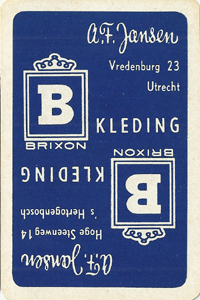 A.F. Jansen
Vredenburg 23
Utrecht
B
BRIXON
KLEDING
A.F. Jansen
Hoge Steenweg 14
's Hertogenbosch
B
BRIXON
KLEDING